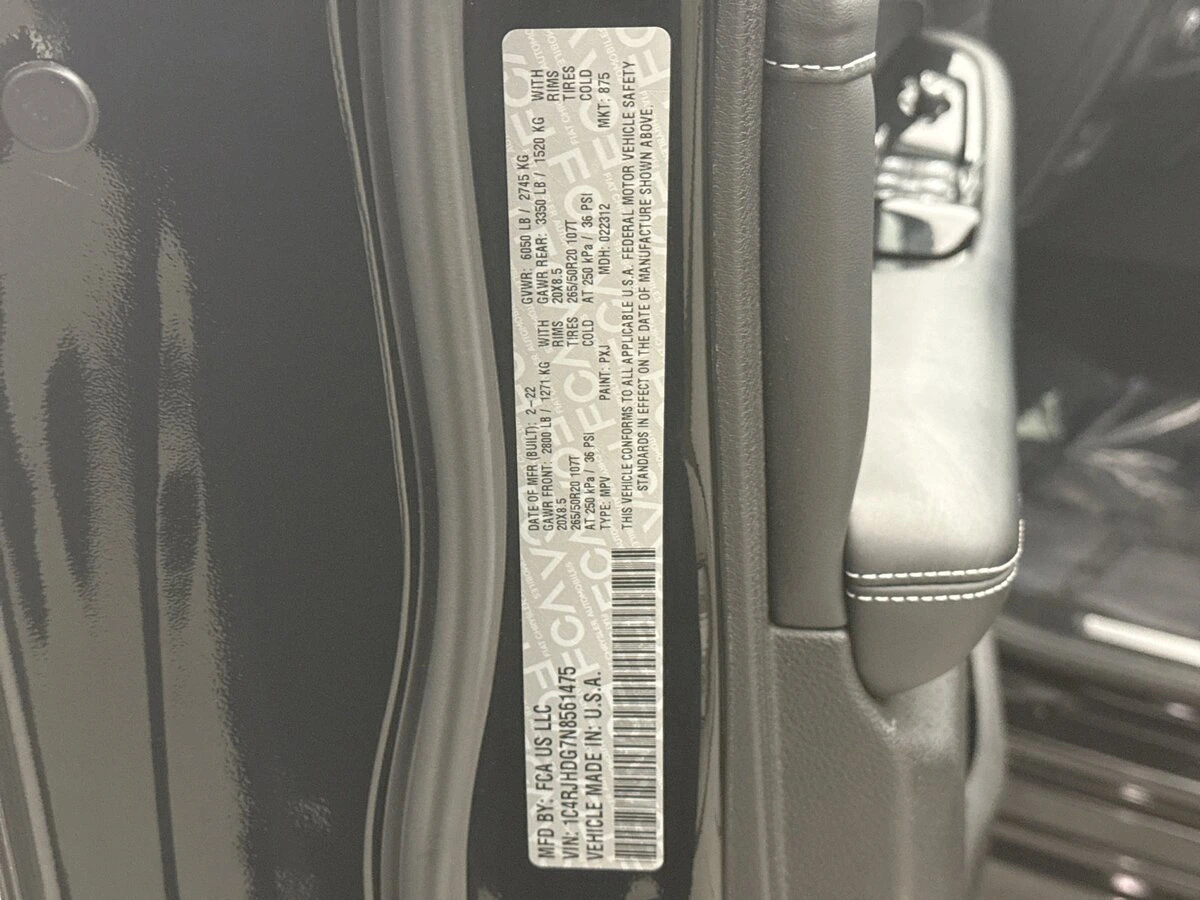 MFD BY: FCA US LLC
VIN: 1C4RJHDG7N8561475
VEHICLE MADE IN: U.S.A.
DATE OF MFR (BUILT): 2-22 GVWR: 6050 LB / 2745 KG
GAWR FRONT: 2800 LB / 1271 KG WITH GAWR REAR: 3350 LB / 1520 KG WITH
20X8.5 RIMS 20X8.5 RIMS
265/50R20 107T TIRES 265/50R20 107T TIRES
AT 250 kPa / 36 PSI COLD AT 250 kPa / 36 PSI COLD
TYPE: MPV PAINT: PXJ MDH: 022312 MKT: 875
THIS VEHICLE CONFORMS TO ALL APPLICABLE U.S.A. FEDERAL MOTOR VEHICLE SAFETY
STANDARDS IN EFFECT ON THE DATE OF MANUFACTURE SHOWN ABOVE.